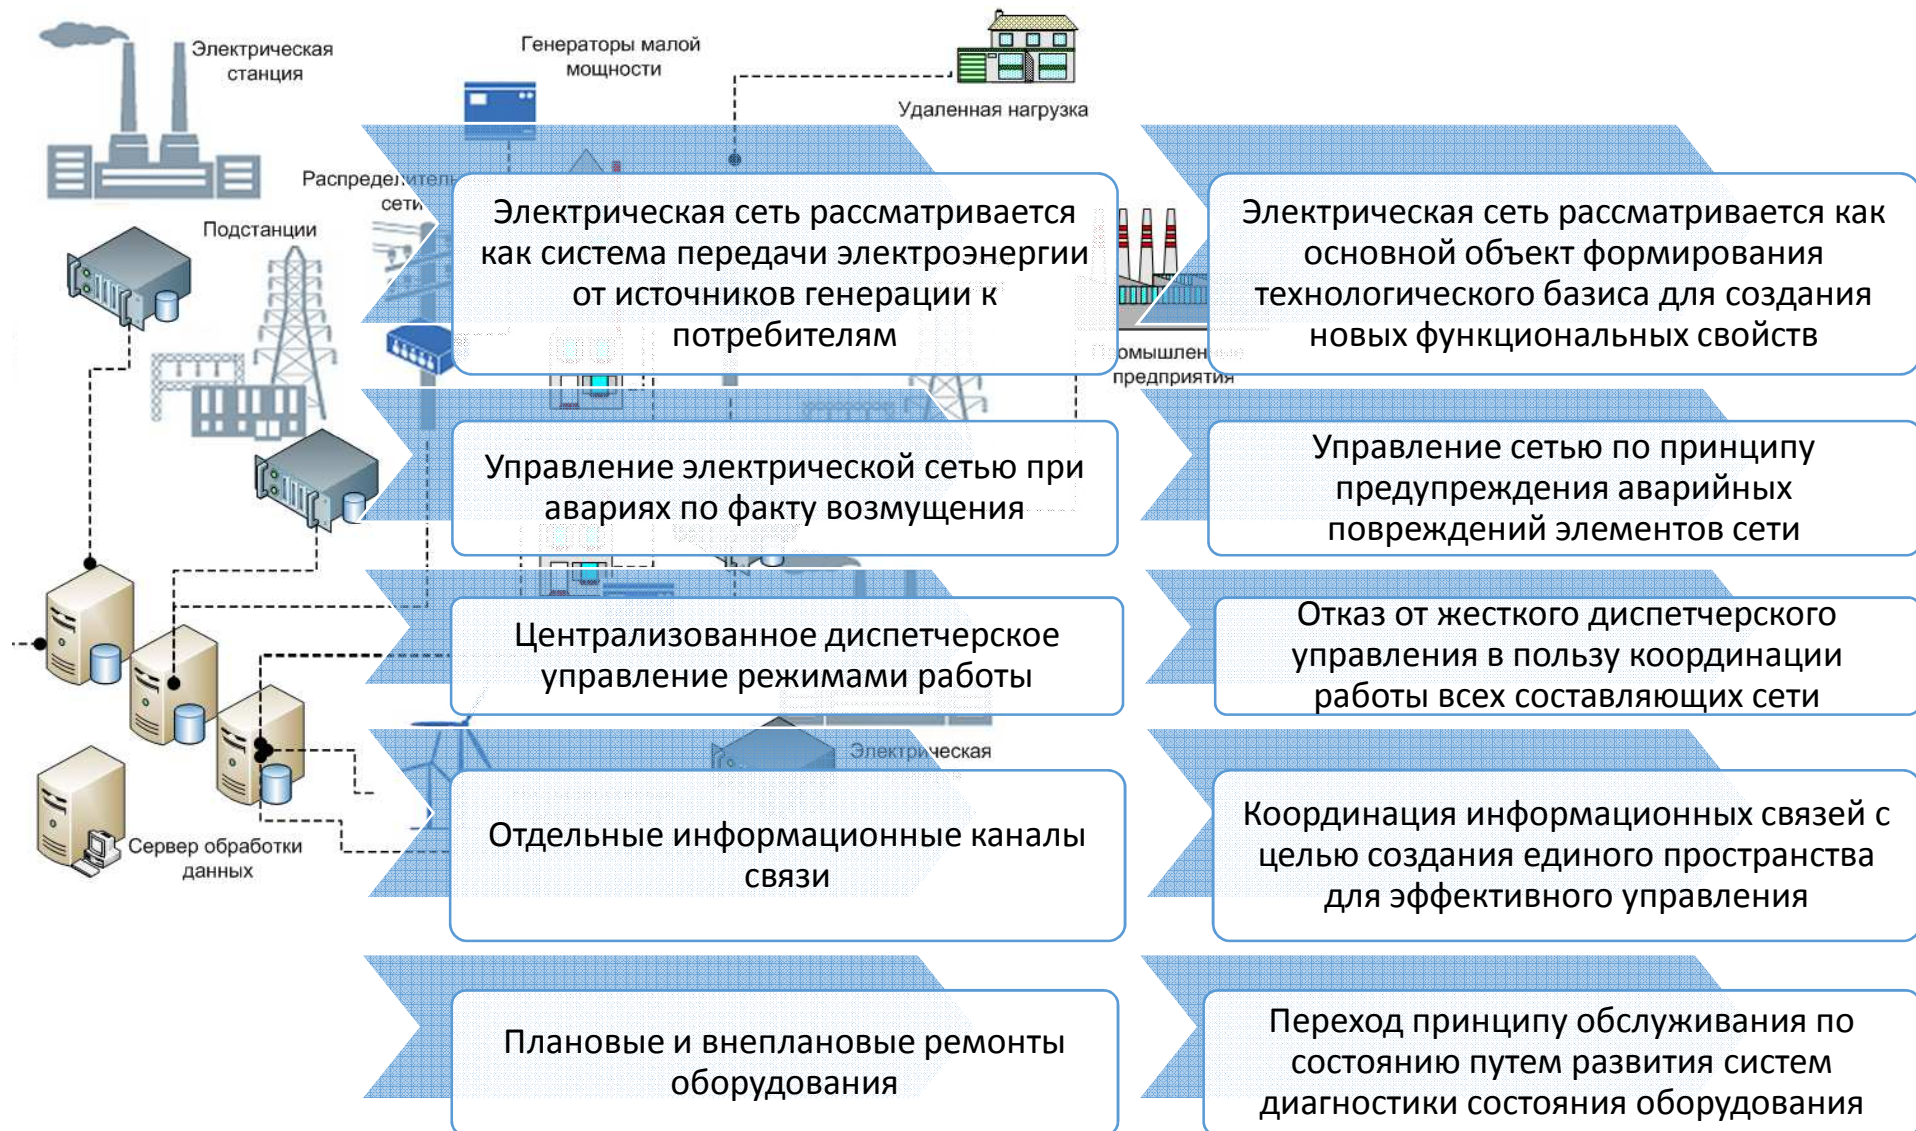 Электрическая
станция
Генераторы малой
мощности
Удаленная нагрузка
сети
Подстанции
Электрическая сеть рассматривается
как система передачи электроэнергии
от источников генерации к
потребителям
Электрическая сеть рассматривается как
основной объект формирования
технологического базиса для создания
новых функциональных свойств
предприятия
Управление электрической сетью при
авариях по факту возмущения
Управление сетью по принципу
предупреждения аварийных
повреждений элементов сети
Централизованное диспетчерское
управление режимами работы
Отказ от жесткого диспетчерского
управления в пользу координации
работы всех составляющих сети
Электрическая
Отдельные информационные каналы
связи
Координация информационных связей с
целью создания единого пространства
для эффективного управления
Сервер обработки
данных
Плановые и внеплановые ремонты
оборудования
Переход принципу обслуживания по
состоянию путем развития систем
диагностики состояния оборудования